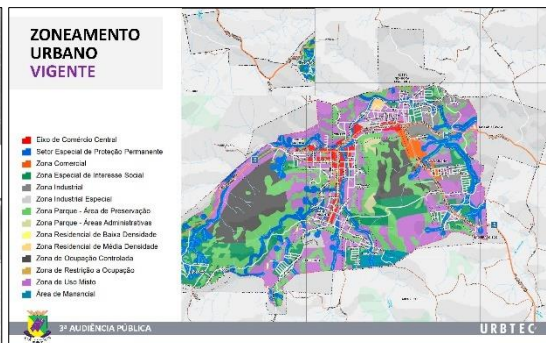 ZONEAMENTO
URBANO
VIGENTE
Eixo de Comércio Central
Setor Especial de Proteção Permanente
Zona Comercial
Zona Especial de Interesse Social
Zona Industrial
Zona Industrial Especial
Zona Parque - Área de Preservação
Zona Parque - Áreas Administrativas
Zona Residencial de Baixa Densidade
Zona Residencial de Média Densidade
Zona de Ocupação Controlada
Zona de Restrição a Ocupação
Zona de Uso Misto
Área de Manancial
3ª AUDIÊNCIA PÚBLICA
URBTEC